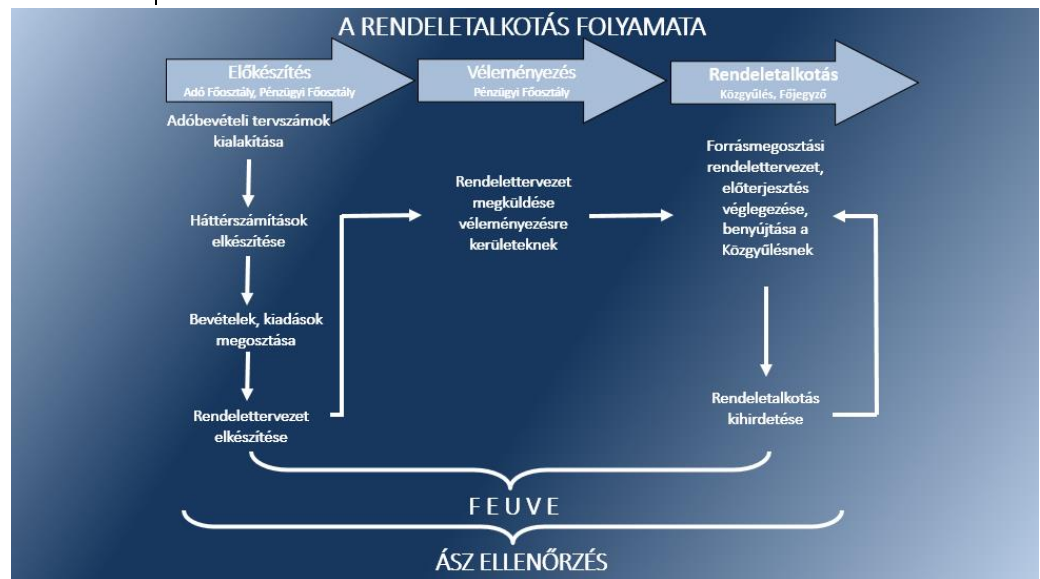 A RENDELETALKOTÁS FOLYAMATA
Előkészítés
Adó Főosztály, Pénzügyi Főosztály
Véleményezés
Pénzügyi Főosztály
Rendeletalkotás
Közgyűlés, Főjegyző
Adóbevételi tervszámok
kialakítása
Háttérszámítások
elkészítése
Bevételek, kiadások
megosztása
Rendelettervezet
elkészítése
Rendelettervezet
megküldése
véleményezésre
kerületeknek
Forrásmegosztási
rendelettervezet,
előterjesztés
véglegezése,
benyújtása a
Közgyűlésnek
Rendeletalkotás
kihirdetése
F E U V E
ÁSZ ELLENŐRZÉS